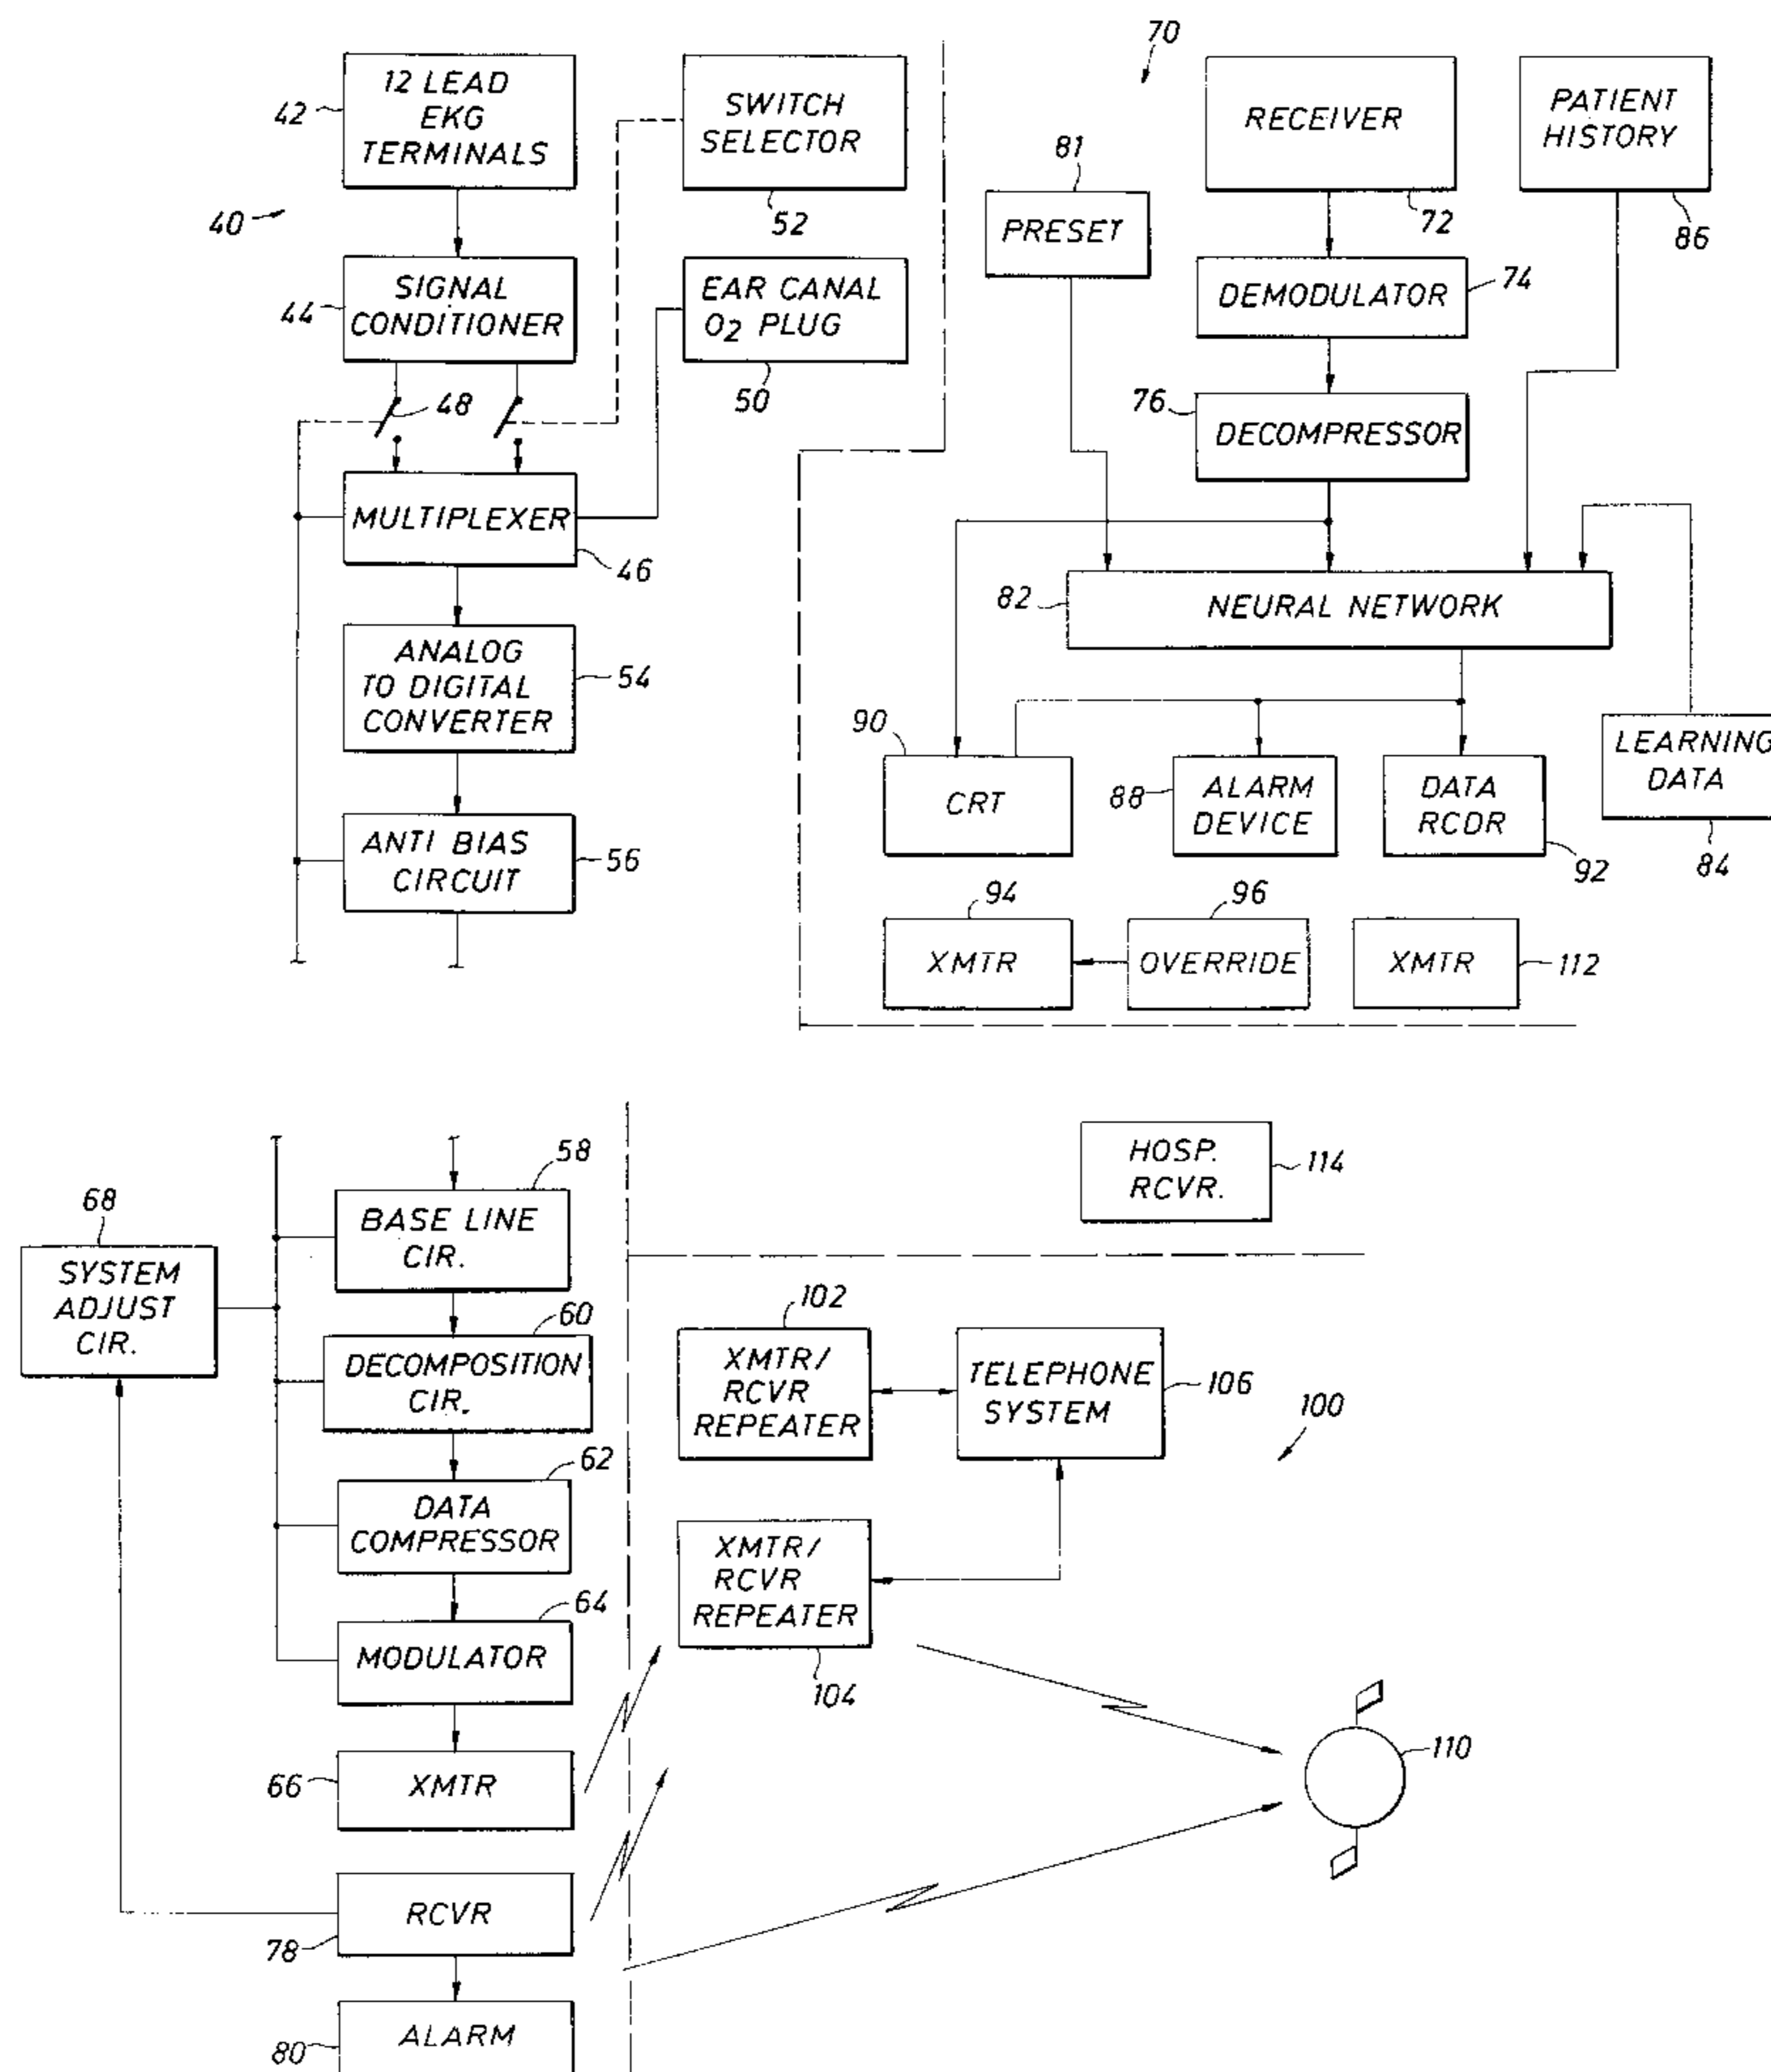 70
12 LEAD
EKG
TERMINALS
42
SWITCH
SELECTOR
52
RECEIVER
72
PATIENT
HISTORY
86
81
PRESET
40
SIGNAL
CONDITIONER
44
EAR CANAL
O2 PLUG
50
DEMODULATOR
74
48
76
DECOMPRESSOR
MULTIPLEXER
46
82
NEURAL NETWORK
ANALOG
TO DIGITAL
CONVERTER
54
90
CRT
88
ALARM
DEVICE
DATA
RCDR
92
LEARNING
DATA
84
ANTI BIAS
CIRCUIT
56
94
XMTR
96
OVERRIDE
XMTR
112
58
BASE LINE
CIR.
HOSP.
RCVR.
114
68
SYSTEM
ADJUST
CIR.
60
DECOMPOSITION
CIR.
102
XMTR/
RCVR
REPEATER
TELEPHONE
SYSTEM
106
100
62
DATA
COMPRESSOR
XMTR/
RCVR
REPEATER
104
64
MODULATOR
66
XMTR
110
RCVR
78
ALARM
80